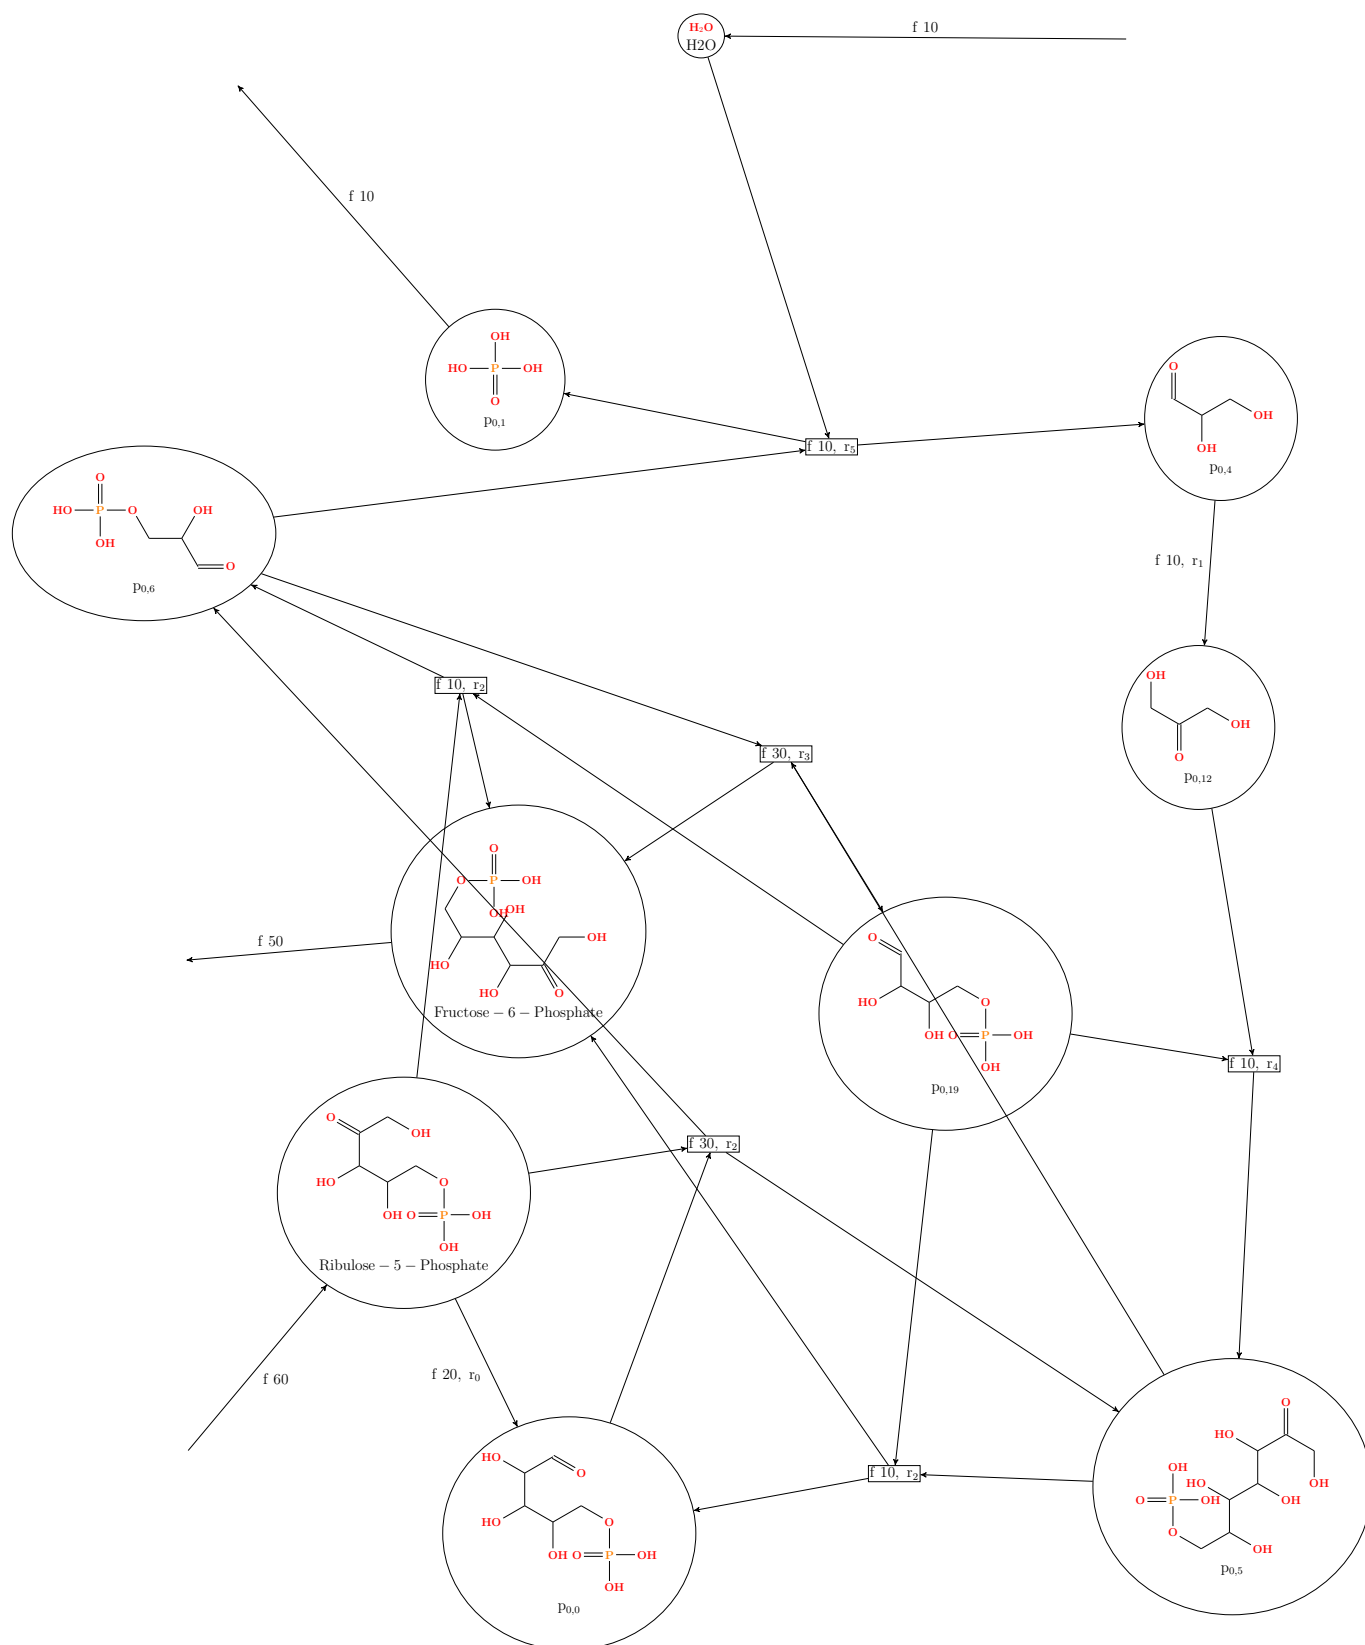 H₂O
H2O
f 10
f 10
OH
HO P OH
O
p₀,₁
O
OH
OH
p₀,₄
f 10, r₅
O
HO P O OH
OH
O
p₀,₆
f 10, r₁
OH
OH
O
p₀,₁₂
f 10, r₂
f 30, r₃
O
O P OH
OH OH
HO OH
HO O
Fructose – 6 – Phosphate
f 50
O
HO O
OH O P OH
OH
p₀,₁₉
f 10, r₄
f 30, r₂
O
OH
HO O
OH O P OH
OH
Ribulose – 5 – Phosphate
f 60
f 20, r₀
HO
O
HO O
OH O P OH
OH
p₀,₀
f 10, r₂
O
HO
OH HO OH
O P OH OH
O
OH
p₀,₅